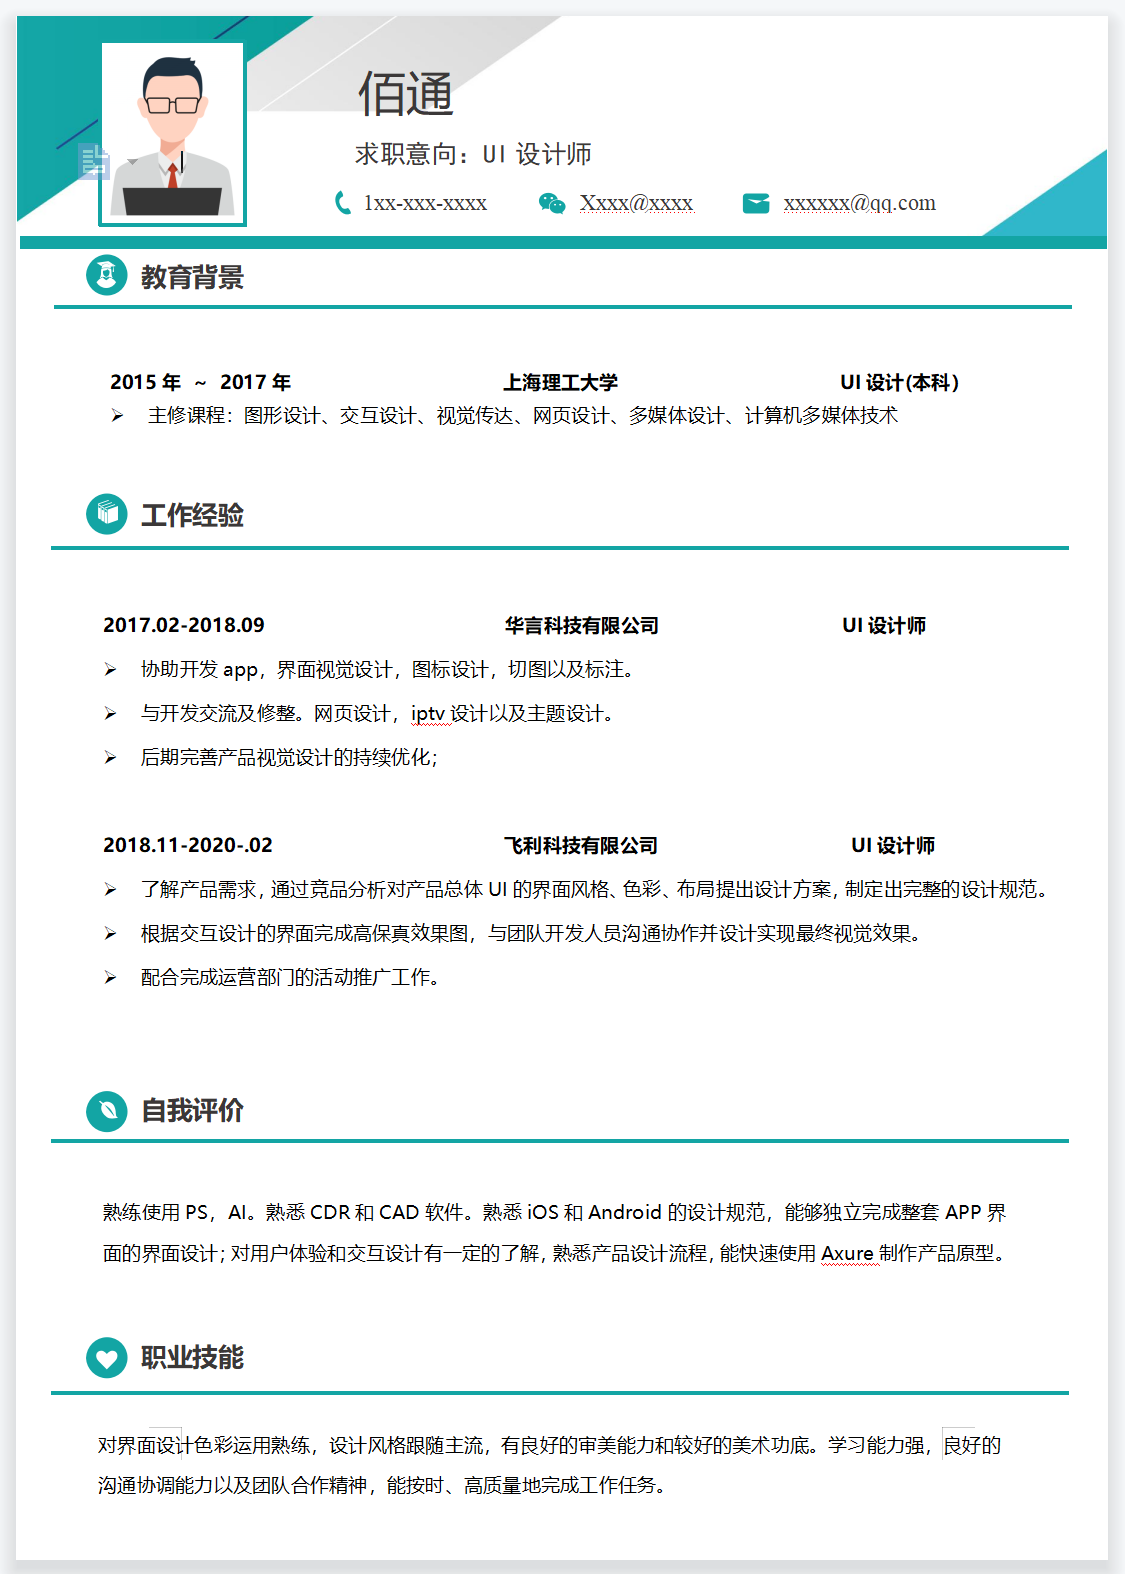 佰通
求职意向：UI 设计师
1xx-xxx-xxxx Xxxx@xxxx xxxxxx@qq.com
教育背景
2015 年 ~ 2017 年 上海理工大学 UI 设计(本科)
主修课程：图形设计、交互设计、视觉传达、网页设计、多媒体设计、计算机多媒体技术
工作经验
2017.02-2018.09 华言科技有限公司 UI 设计师
协助开发 app，界面视觉设计，图标设计，切图以及标注。
与开发交流及修整。网页设计，iptv 设计以及主题设计。
后期完善产品视觉设计的持续优化；
2018.11-2020-.02 飞利科技有限公司 UI 设计师
了解产品需求，通过竞品分析对产品总体 UI 的界面风格、色彩、布局提出设计方案，制定出完整的设计规范。
根据交互设计的界面完成高保真效果图，与团队开发人员沟通协作并设计实现最终视觉效果。
配合完成运营部门的活动推广工作。
自我评价
熟练使用 PS，AI。熟悉 CDR 和 CAD 软件。熟悉 iOS 和 Android 的设计规范，能够独立完成整套 APP 界
面的界面设计；对用户体验和交互设计有一定的了解，熟悉产品设计流程，能快速使用 Axure 制作产品原型。
职业技能
对界面设计色彩运用熟练，设计风格跟随主流，有良好的审美能力和较好的美术功底。学习能力强，良好的
沟通协调能力以及团队合作精神，能按时、高质量地完成工作任务。